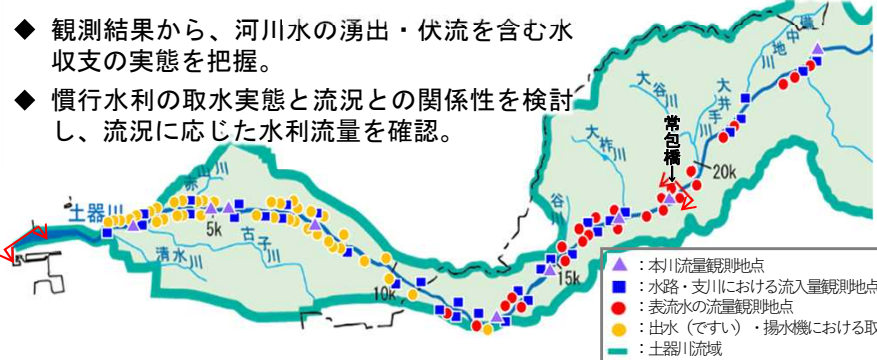 ◆ 観測結果から、河川水の湧出・伏流を含む水
収支の実態を把握。
◆ 慣行水利の取水実態と流況との関係性を検討
し、流況に応じた水利流量を確認。
備中地川
大井手川
大谷川
大柞川
常包橋
↓
20k
谷川
赤山川
土器川
5k
古子川
清水川
10k
15k
：本川流量観測地点
：水路・支川における流入量観測地点
：表流水の流量観測地点
：出水（ですい）・揚水機における取
：土器川流域